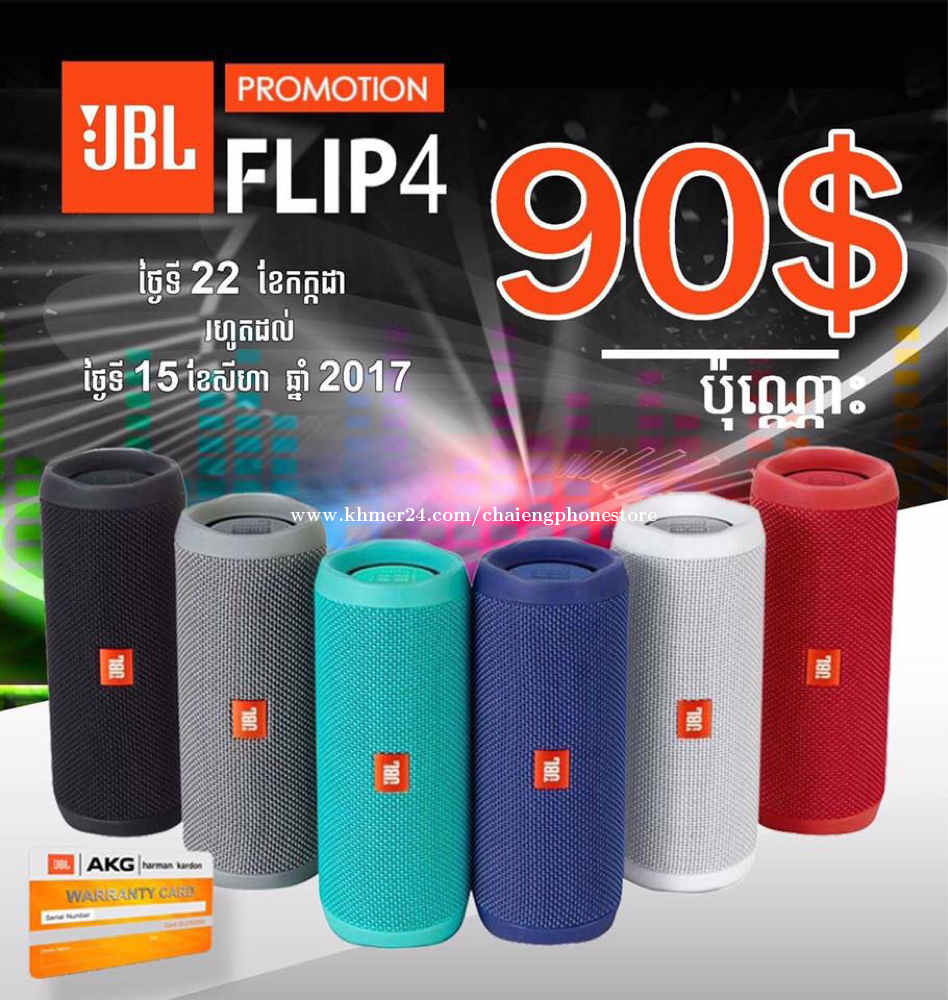 JBL
PROMOTION
FLIP4
90$
ថ្ងៃទី 22 ខែកក្កដា
រហូតដល់
ថ្ងៃទី 15 ខែសីហា ឆ្នាំ 2017
ប៉ុណ្ណោះ
www.khmer24.com/chaiengphonestore
JBL
JBL
JBL
JBL
JBL
JBL
JBL | AKG | harman kardon
WARRANTY CARD
Serial Number